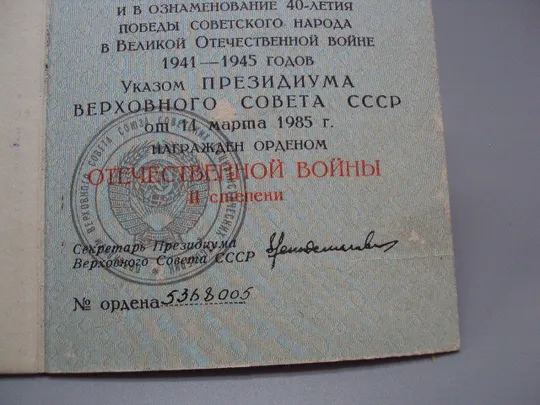 и в ознаменование 40-летия
победы советского народа
в Великой Отечественной войне
1941—1945 годов
Указом ПРЕЗИДИУМА
ВЕРХОВНОГО СОВЕТА СССР
от 11 марта 1985 г.
НАГРАЖДЕН ОРДЕНОМ
ОТЕЧЕСТВЕННОЙ ВОЙНЫ
II степени
Секретарь Президиума
Верховного Совета СССР
№ ордена 5368005